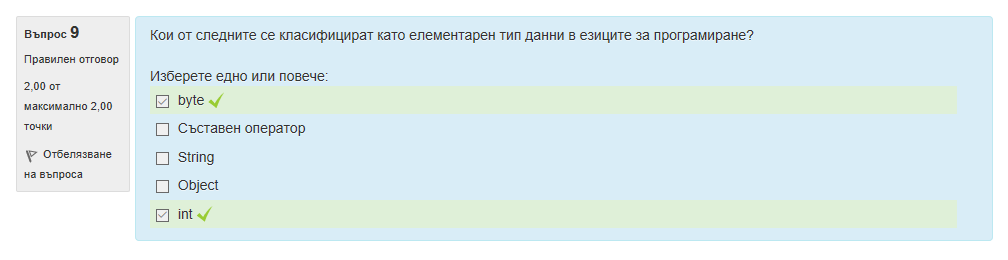 Въпрос 9
Правилен отговор
2,00 от
максимално 2,00
точки
Отбелязване
на въпроса
Кои от следните се класифицират като елементарен тип данни в езиците за програмиране?
Изберете едно или повече:
byte
Съставен оператор
String
Object
int